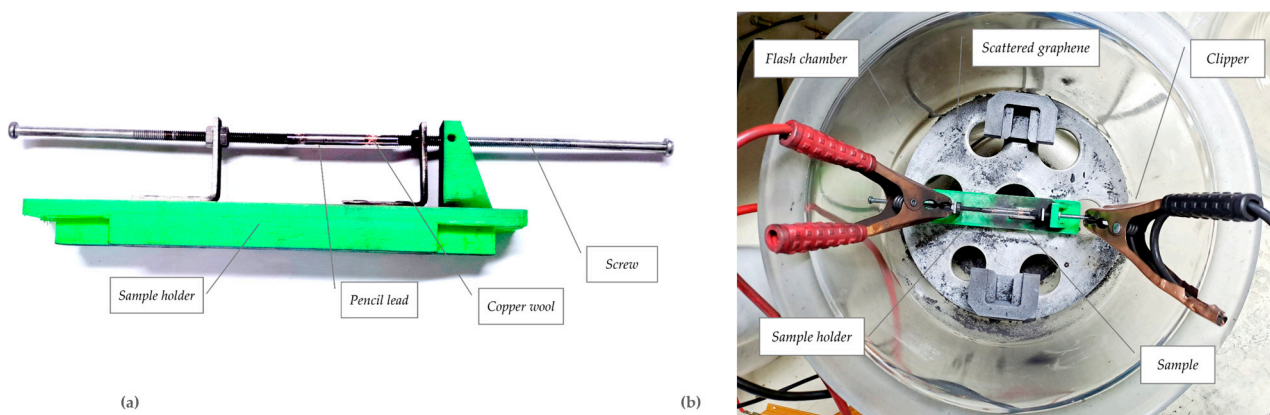 Sample holder
Pencil lead
Copper wool
Screw
(a)
Flash chamber
Scattered graphene
Clipper
Sample holder
Sample
(b)